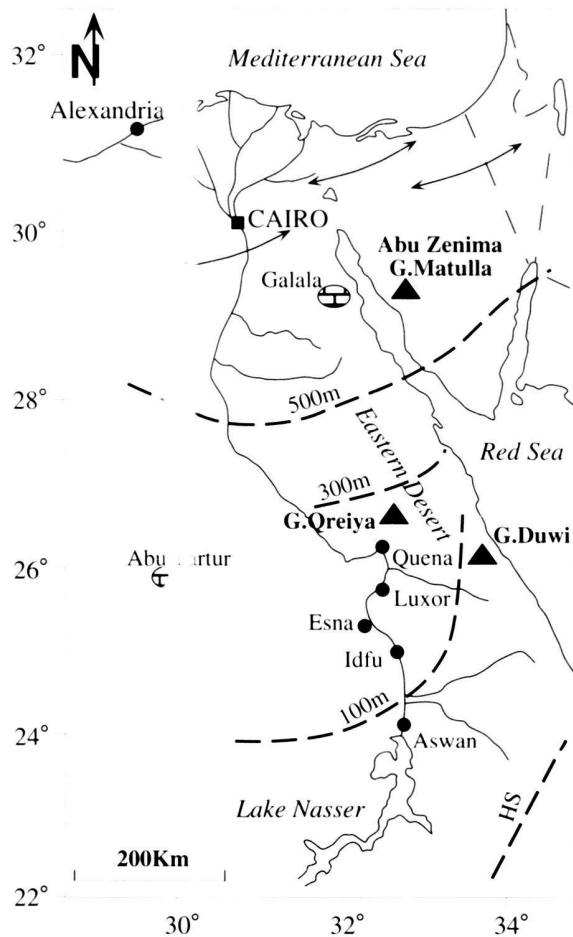 32°
N
Mediterranean Sea
Alexandria
30°
CAIRO
Abu Zenima
G.Matulla
Galala
28°
500m
Eastern Desert
Red Sea
300m
G.Qreiya
G.Duwi
26°
Abu
Quena
Luxor
Esna
Idfu
100m
24°
Aswan
Lake Nasser
HS
200Km
22°
30°
32°
34°